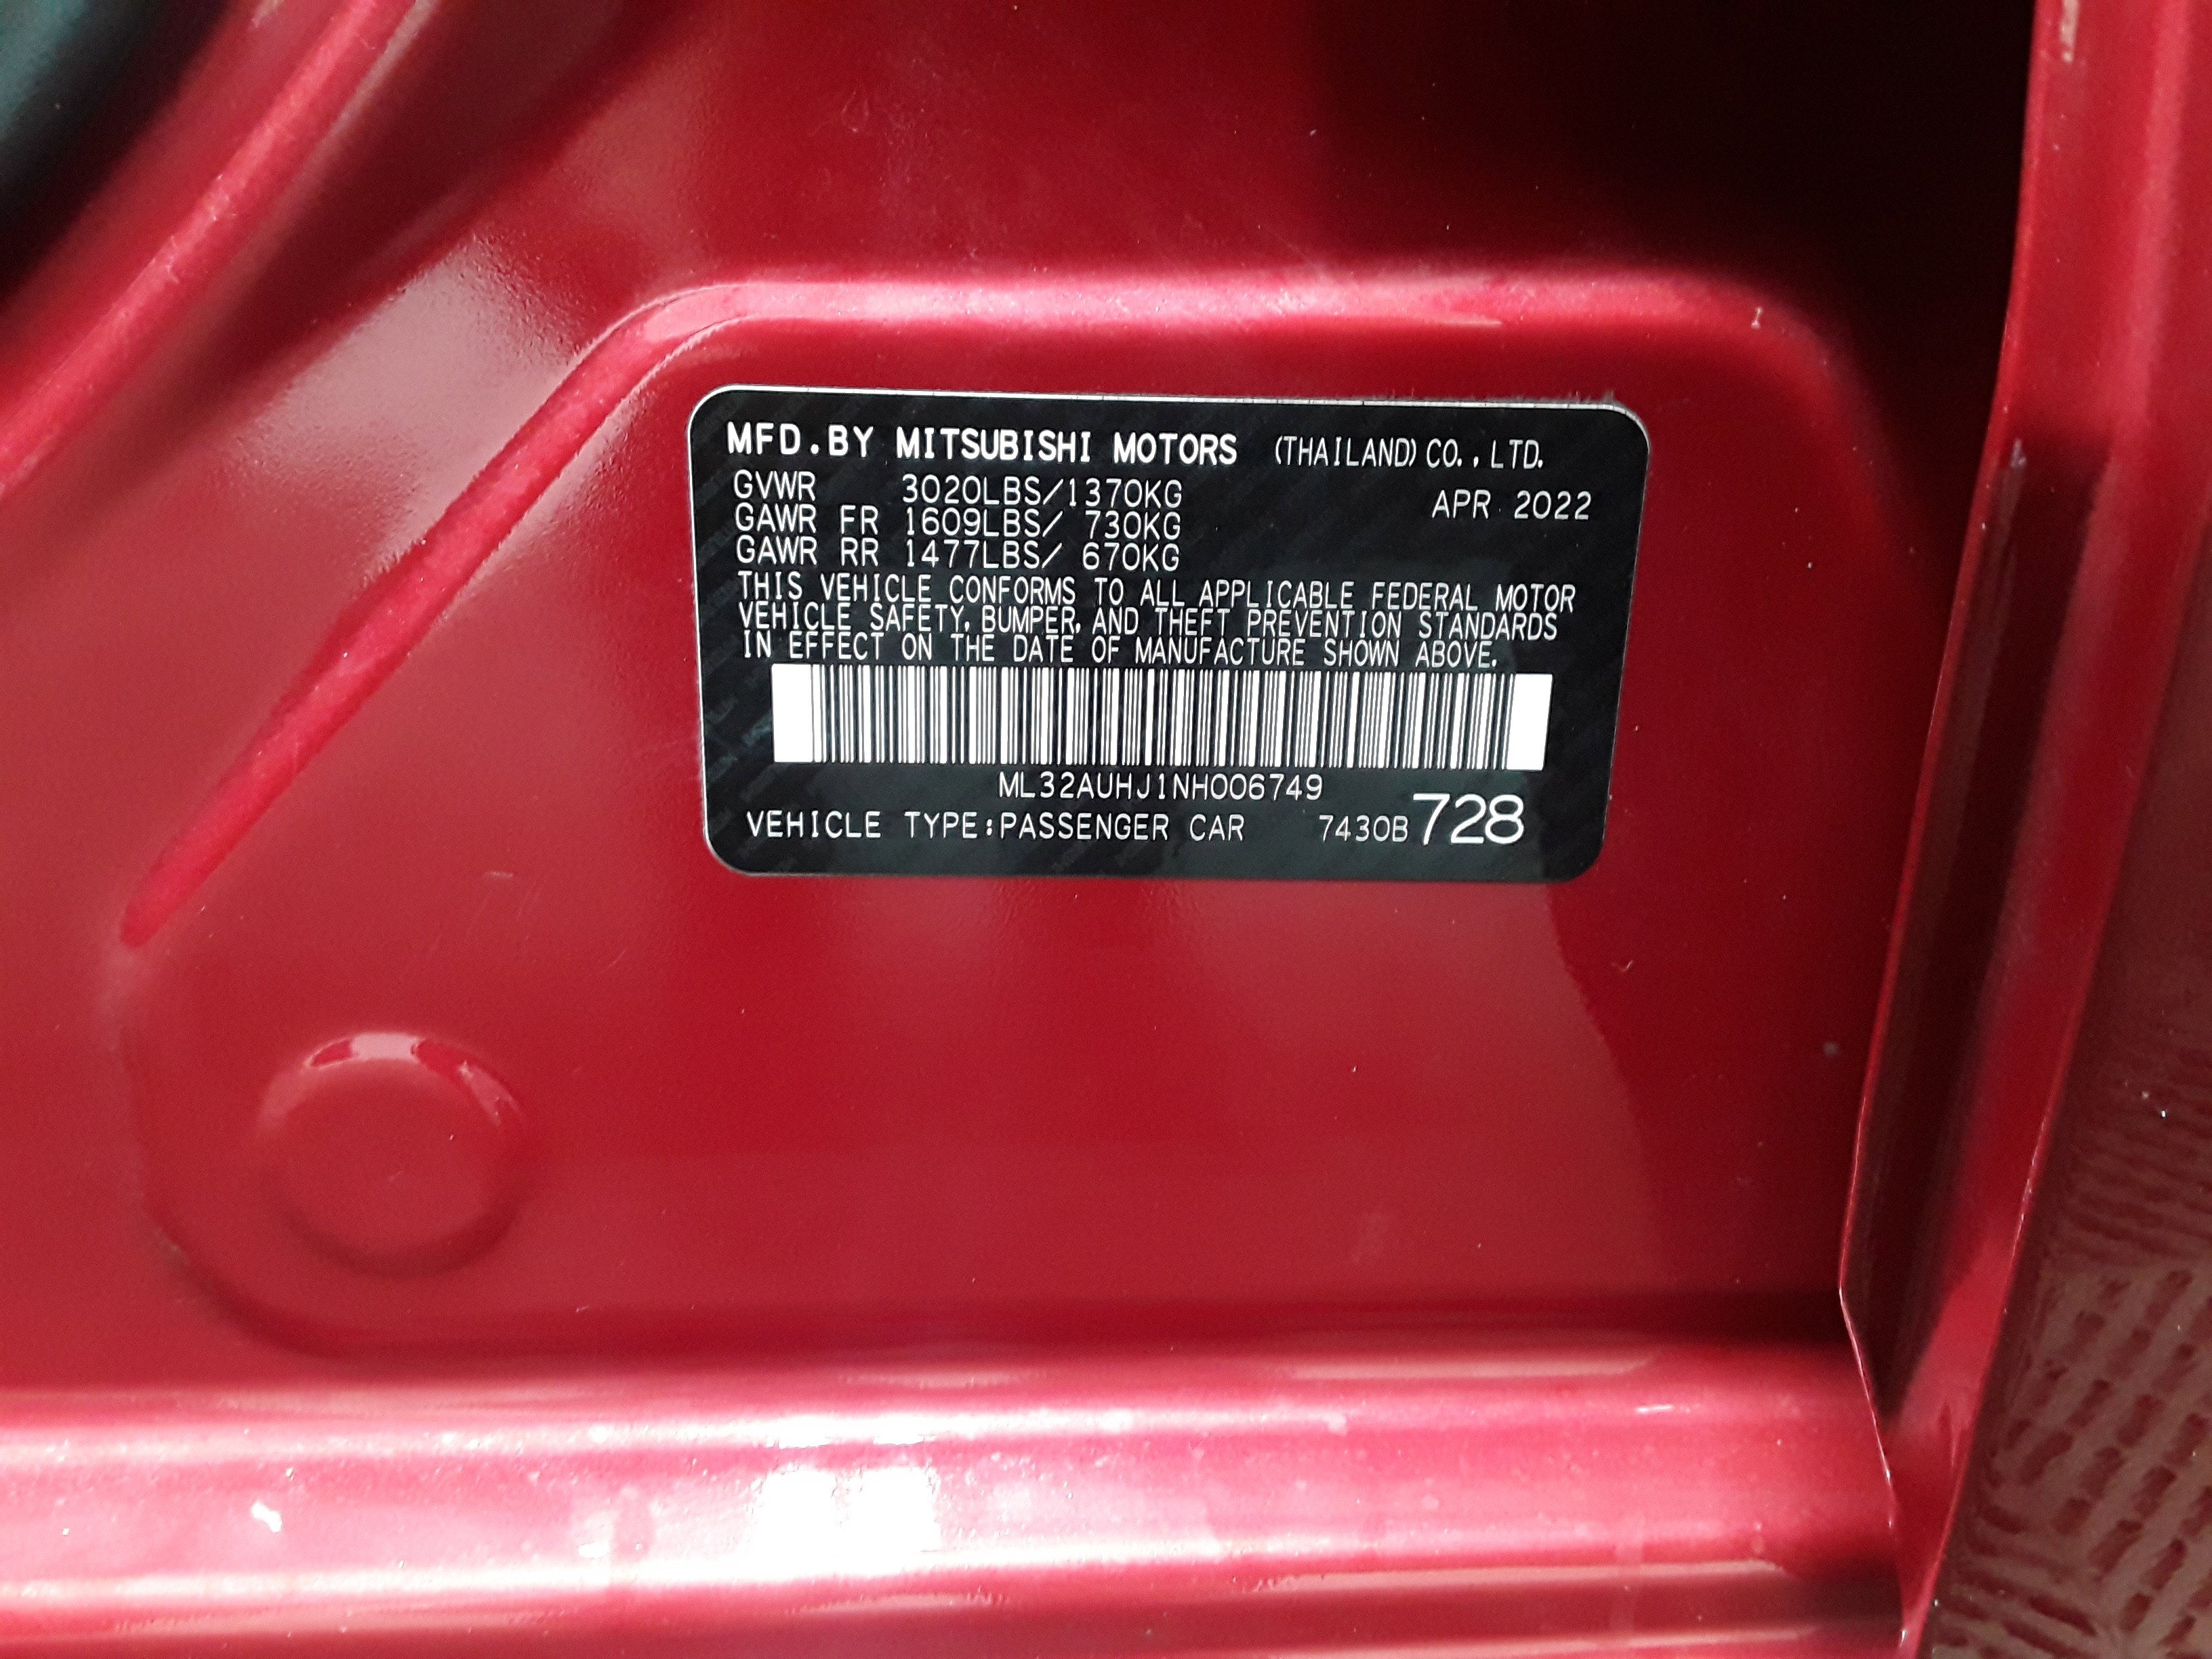 MFD.BY MITSUBISHI MOTORS (THAILAND) CO., LTD.
GVWR 3020LBS/1370KG APR 2022
GAWR FR 1609LBS/ 730KG
GAWR RR 1477LBS/ 670KG
THIS VEHICLE CONFORMS TO ALL APPLICABLE FEDERAL MOTOR
VEHICLE SAFETY, BUMPER, AND THEFT PREVENTION STANDARDS
IN EFFECT ON THE DATE OF MANUFACTURE SHOWN ABOVE.
ML32AUHJ1NH006749
VEHICLE TYPE:PASSENGER CAR 7430B728